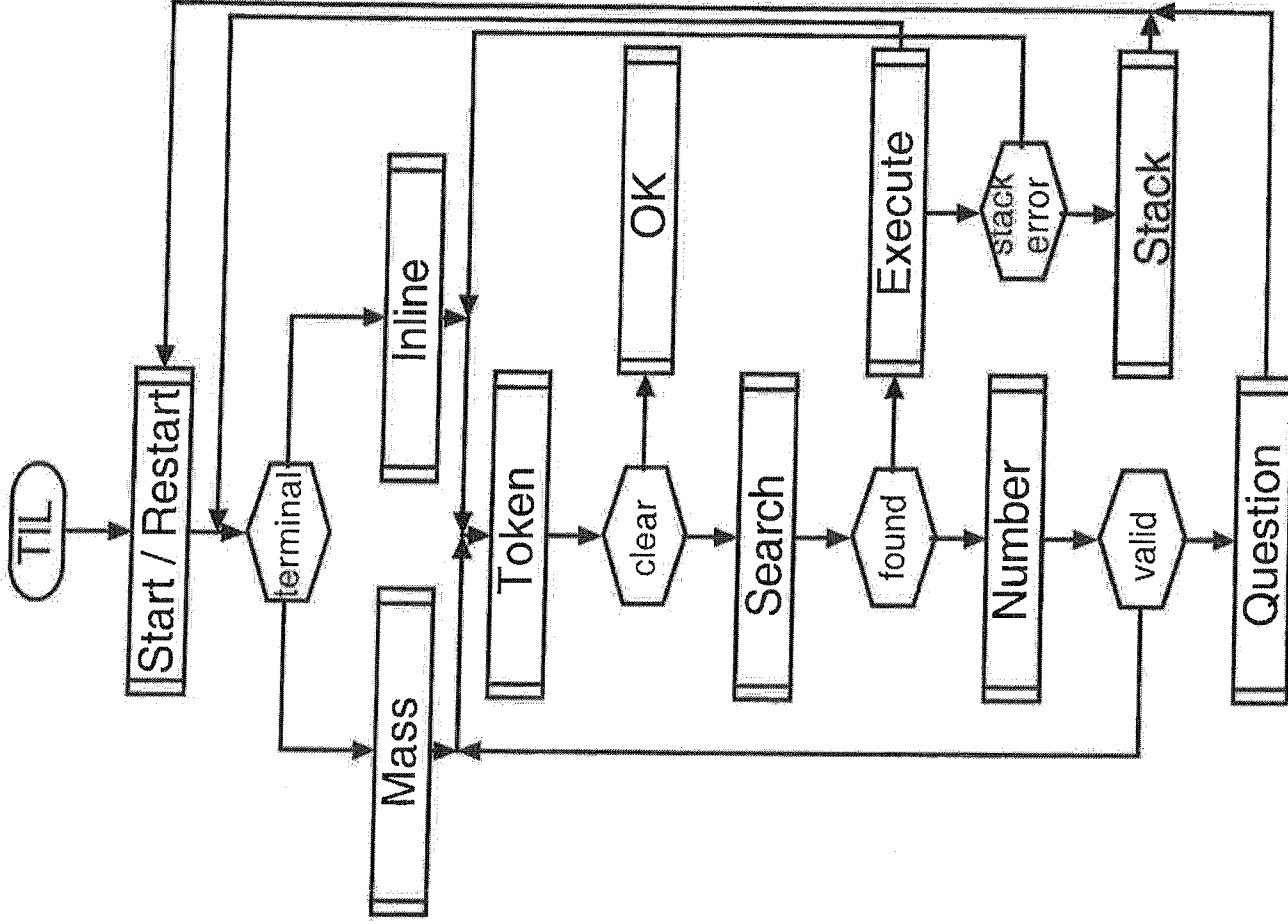 TIL
Start / Restart
terminal
Mass
Inline
Token
clear
OK
Search
found
Execute
Number
stack
error
valid
Stack
Question